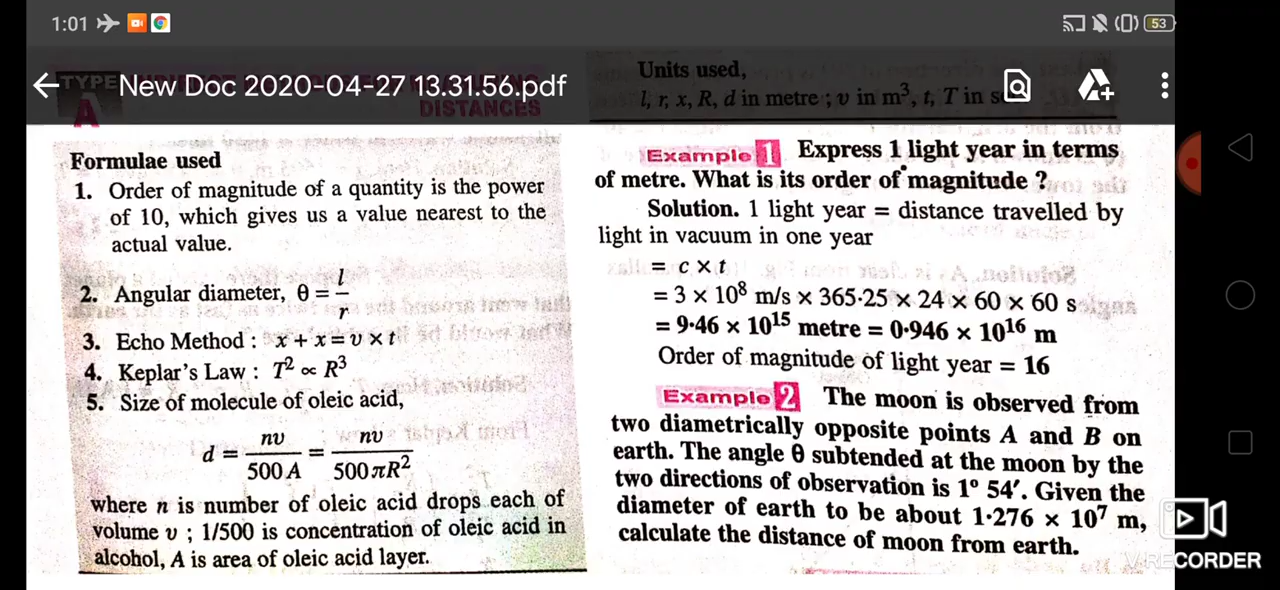 1:01
53
New Doc 2020-04-27 13.31.56.pdf
TYPE
A
DISTANCES
Formulae used
1. Order of magnitude of a quantity is the power
of 10, which gives us a value nearest to the
actual value.
2. Angular diameter, θ = l/r
3. Echo Method : x + x = υ × t
4. Keplar's Law : T² ∝ R³
5. Size of molecule of oleic acid,
d = nυ/500 A = nυ/500 πR²
where n is number of oleic acid drops each of
volume υ ; 1/500 is concentration of oleic acid in
alcohol, A is area of oleic acid layer.
Units used,
l, r, x, R, d in metre ; υ in m³, t, T in
Example 1 Express 1 light year in terms
of metre. What is its order of magnitude ?
Solution. 1 light year = distance travelled by
light in vacuum in one year
= c × t
= 3 × 10⁸ m/s × 365·25 × 24 × 60 × 60 s
= 9·46 × 10¹⁵ metre = 0·946 × 10¹⁶ m
Order of magnitude of light year = 16
Example 2 The moon is observed from
two diametrically opposite points A and B on
earth. The angle θ subtended at the moon by the
two directions of observation is 1° 54′. Given the
diameter of earth to be about 1·276 × 10⁷ m,
calculate the distance of moon from earth.
V RECORDER